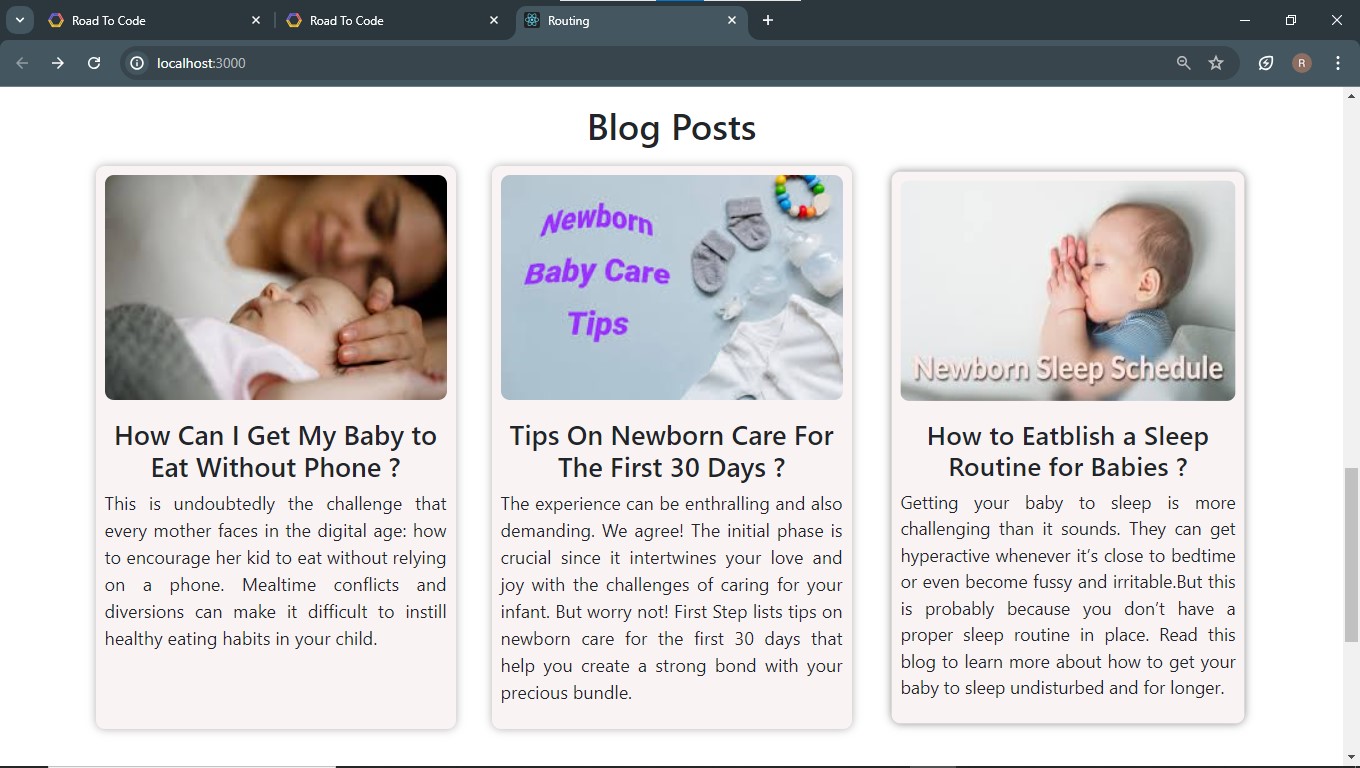 Road To Code
Road To Code
Routing
localhost:3000
R
Blog Posts
Newborn
Baby Care
Tips
Newborn Sleep Schedule
How Can I Get My Baby to
Eat Without Phone ?
This is undoubtedly the challenge that
every mother faces in the digital age: how
to encourage her kid to eat without relying
on a phone. Mealtime conflicts and
diversions can make it difficult to instill
healthy eating habits in your child.
Tips On Newborn Care For
The First 30 Days ?
The experience can be enthralling and also
demanding. We agree! The initial phase is
crucial since it intertwines your love and
joy with the challenges of caring for your
infant. But worry not! First Step lists tips on
newborn care for the first 30 days that
help you create a strong bond with your
precious bundle.
How to Eatblish a Sleep
Routine for Babies ?
Getting your baby to sleep is more
challenging than it sounds. They can get
hyperactive whenever it’s close to bedtime
or even become fussy and irritable.But this
is probably because you don’t have a
proper sleep routine in place. Read this
blog to learn more about how to get your
baby to sleep undisturbed and for longer.